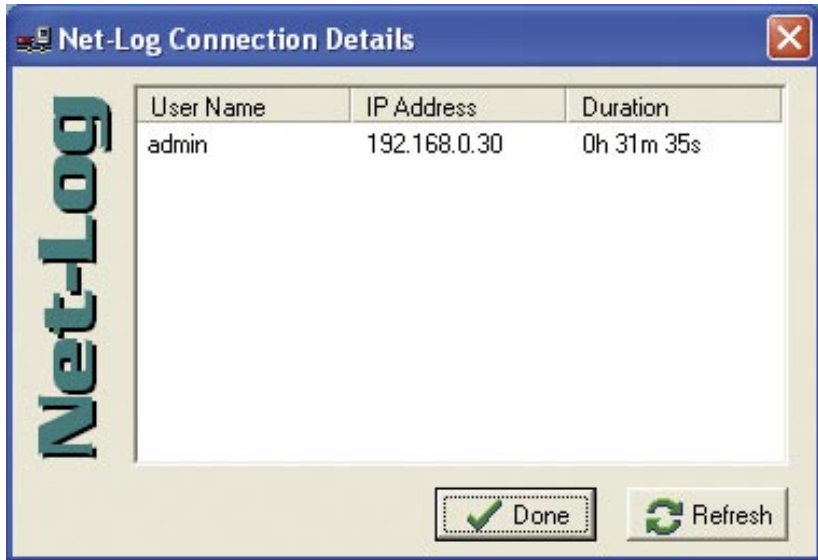 Net-Log Connection Details
Net-Log
User Name IP Address Duration
admin 192.168.0.30 0h 31m 35s
Done Refresh